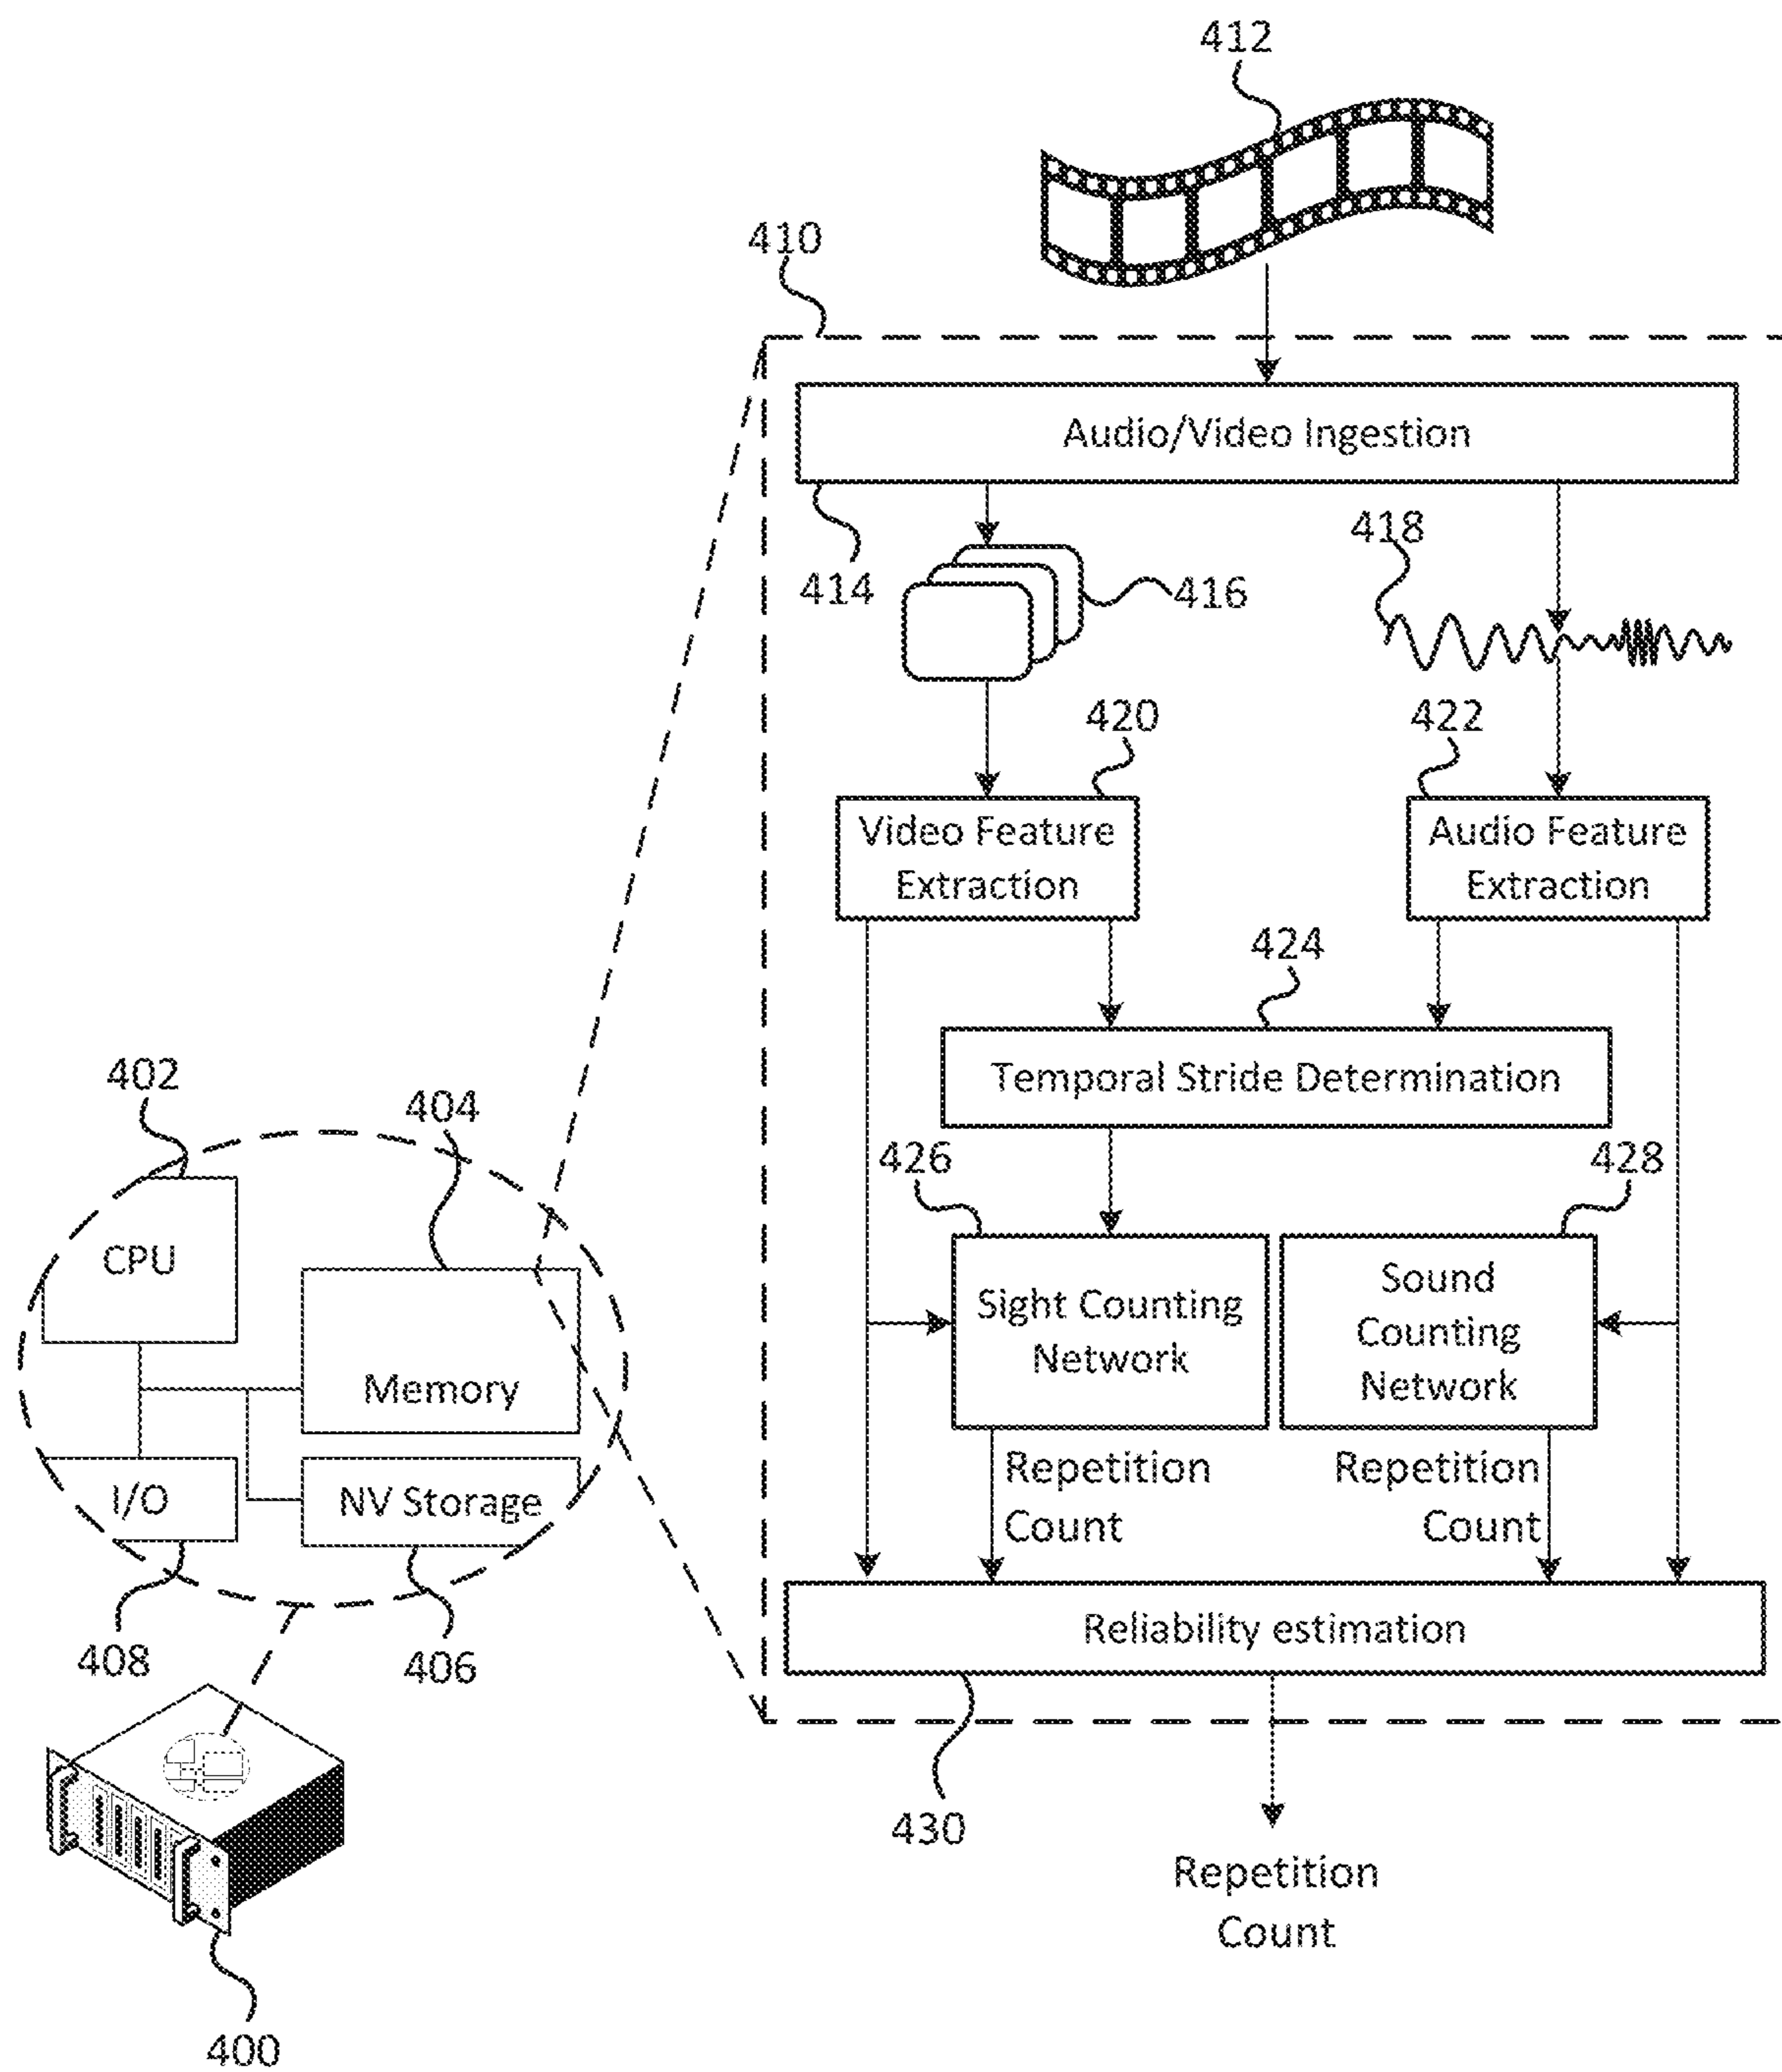 412
410
Audio/Video Ingestion
414
416
418
420
422
Video Feature
Extraction
Audio Feature
Extraction
424
Temporal Stride Determination
402
404
426
428
CPU
Memory
Sight Counting
Network
Sound
Counting
Network
I/O
NV Storage
Repetition
Count
Repetition
Count
408
406
Reliability estimation
430
Repetition
Count
400